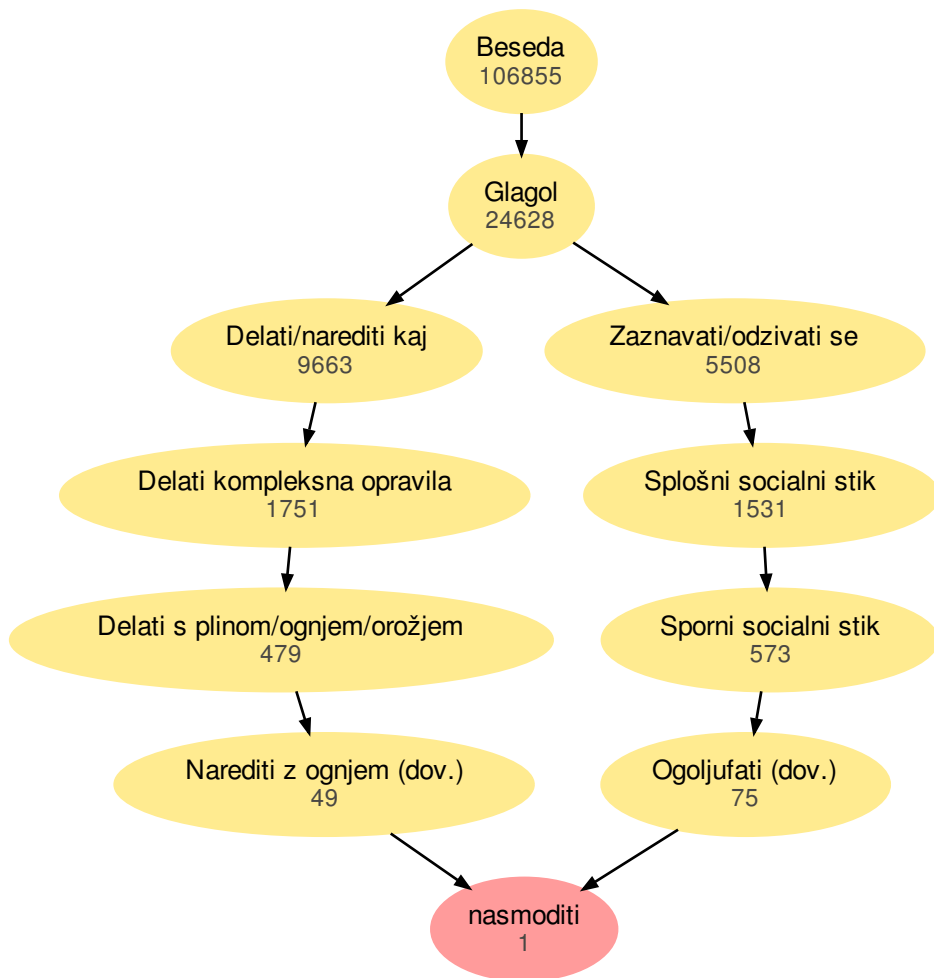 Beseda
106855
Glagol
24628
Delati/narediti kaj
9663
Zaznavati/odzivati se
5508
Delati kompleksna opravila
1751
Splošni socialni stik
1531
Delati s plinom/ognjem/orožjem
479
Sporni socialni stik
573
Narediti z ognjem (dov.)
49
Ogoljufati (dov.)
75
nasmoditi
1